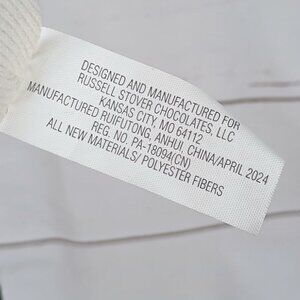 DESIGNED AND MANUFACTURED FOR
RUSSELL STOVER CHOCOLATES, LLC
KANSAS CITY, MO 64112
MANUFACTURED RUIFUTONG, ANHUI, CHINA/APRIL 2024
REG. NO. PA-18094(CN)
ALL NEW MATERIALS/ POLYESTER FIBERS